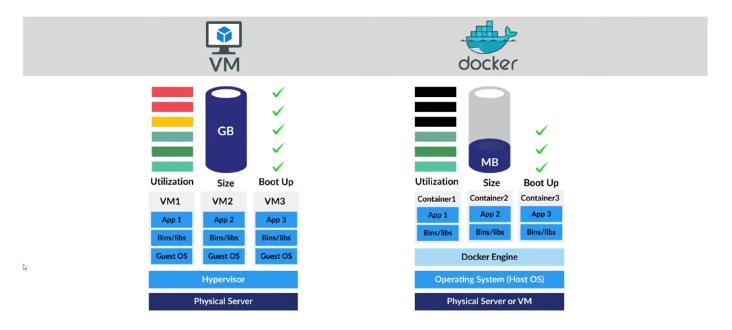 VM
docker
GB
Utilization Size Boot Up
VM1 VM2 VM3
App 1 App 2 App 3
Bins/libs Bins/libs Bins/libs
Guest OS Guest OS Guest OS
Hypervisor
Physical Server
MB
Utilization Size Boot Up
Container1 Container2 Container3
App 1 App 2 App 3
Bins/libs Bins/libs Bins/libs
Docker Engine
Operating System (Host OS)
Physical Server or VM